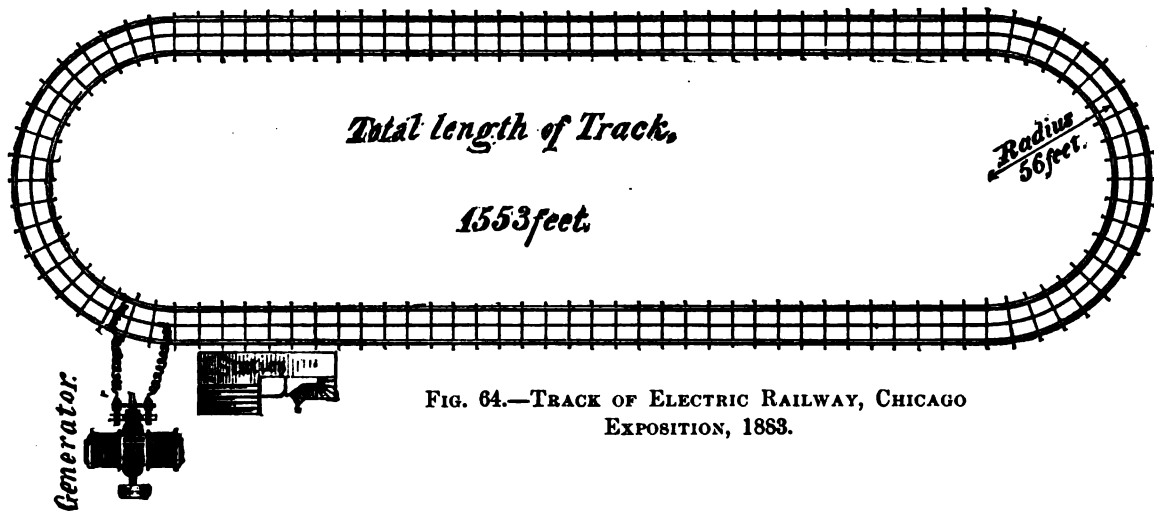 Total length of Track.
Radius
56 feet.
1553 feet.
Station
Generator.
FIG. 64.—TRACK OF ELECTRIC RAILWAY, CHICAGO
EXPOSITION, 1883.